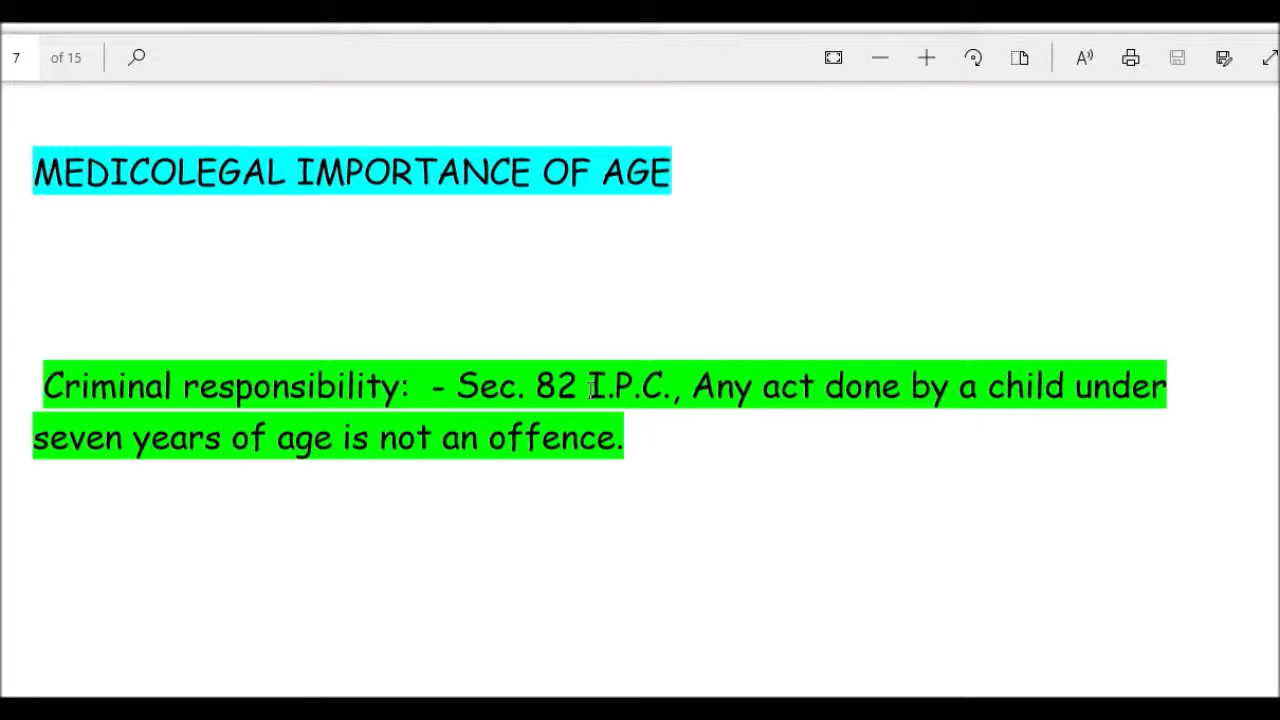 7 of 15
MEDICOLEGAL IMPORTANCE OF AGE
Criminal responsibility: - Sec. 82 I.P.C., Any act done by a child under
seven years of age is not an offence.